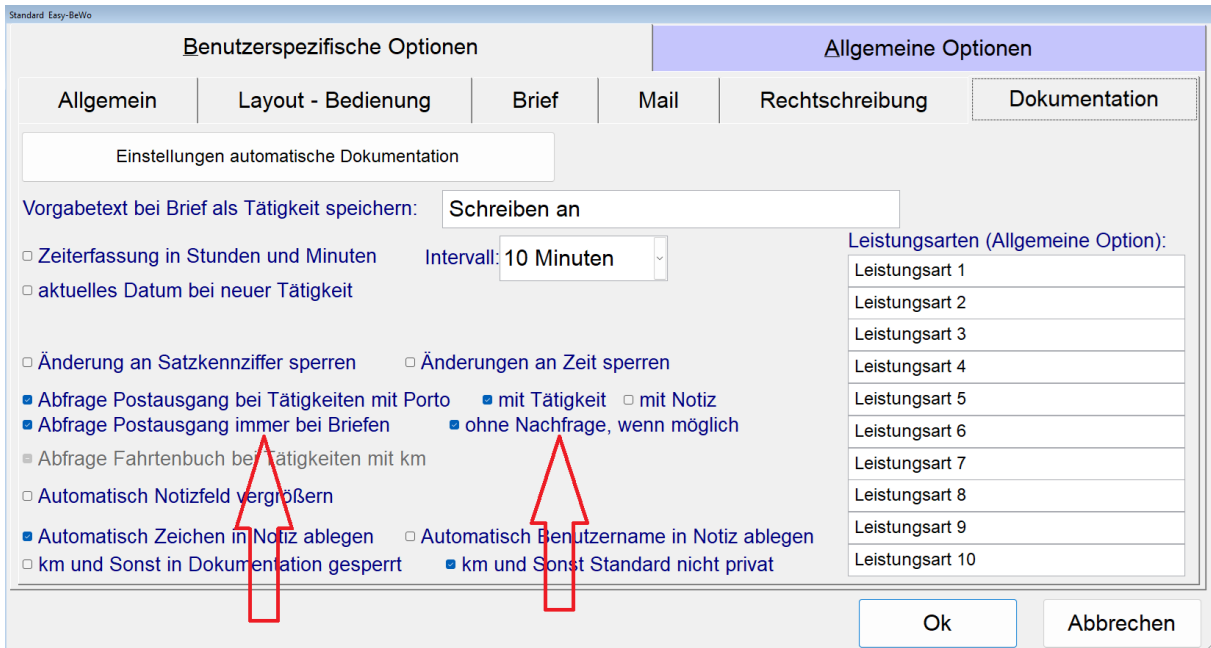 Standard Easy-BeWo
Benutzerspezifische Optionen Allgemeine Optionen
Allgemein Layout - Bedienung Brief Mail Rechtschreibung Dokumentation
Einstellungen automatische Dokumentation
Vorgabetext bei Brief als Tätigkeit speichern: Schreiben an
Leistungsarten (Allgemeine Option):
Zeiterfassung in Stunden und Minuten Intervall: 10 Minuten
Leistungsart 1
aktuelles Datum bei neuer Tätigkeit
Leistungsart 2
Leistungsart 3
Änderung an Satzkennziffer sperren Änderungen an Zeit sperren
Leistungsart 4
Abfrage Postausgang bei Tätigkeiten mit Porto mit Tätigkeit mit Notiz
Leistungsart 5
Abfrage Postausgang immer bei Briefen ohne Nachfrage, wenn möglich
Leistungsart 6
Abfrage Fahrtenbuch bei Tätigkeiten mit km
Leistungsart 7
Automatisch Notizfeld vergrößern
Leistungsart 8
Automatisch Zeichen in Notiz ablegen Automatisch Benutzername in Notiz ablegen
Leistungsart 9
km und Sonst in Dokumentation gesperrt km und Sonst Standard nicht privat
Leistungsart 10
Ok Abbrechen